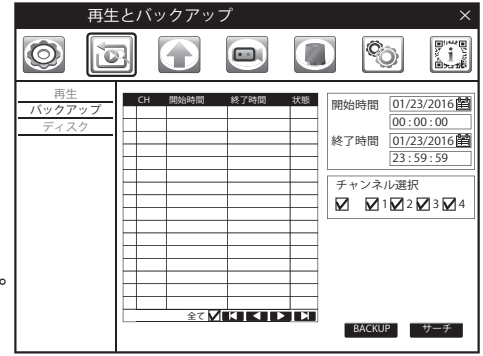 再生とバックアップ ×
再生
バックアップ
ディスク
CH 開始時間 終了時間 状態
全て
開始時間 01/23/2016
00:00:00
終了時間 01/23/2016
23:59:59
チャンネル選択
1 2 3 4
BACKUP サーチ
。